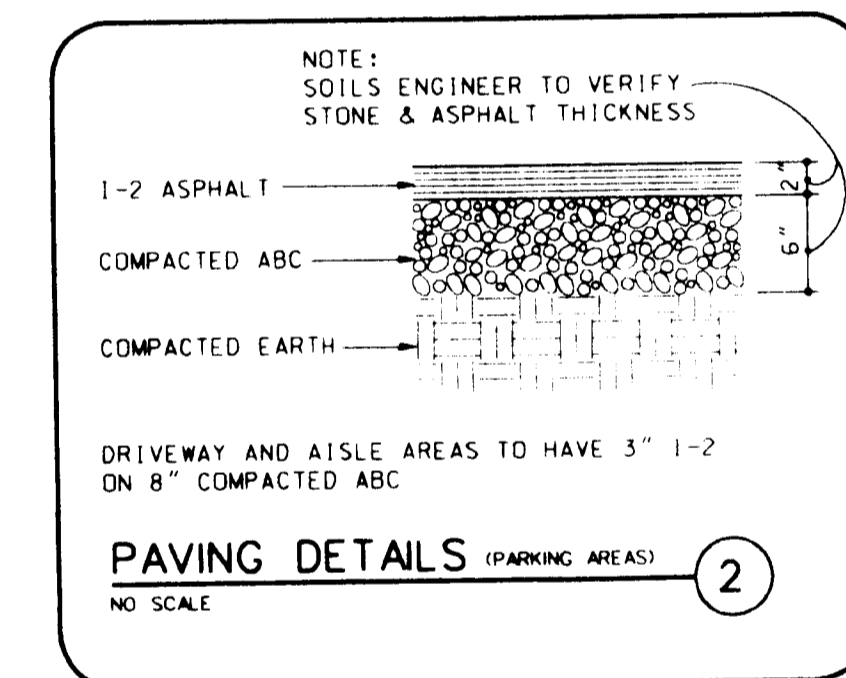 NOTE:
SOILS ENGINEER TO VERIFY
STONE & ASPHALT THICKNESS
I-2 ASPHALT
2"
COMPACTED ABC
6"
COMPACTED EARTH
DRIVEWAY AND AISLE AREAS TO HAVE 3" I-2
ON 8" COMPACTED ABC
PAVING DETAILS (PARKING AREAS)
2
NO SCALE